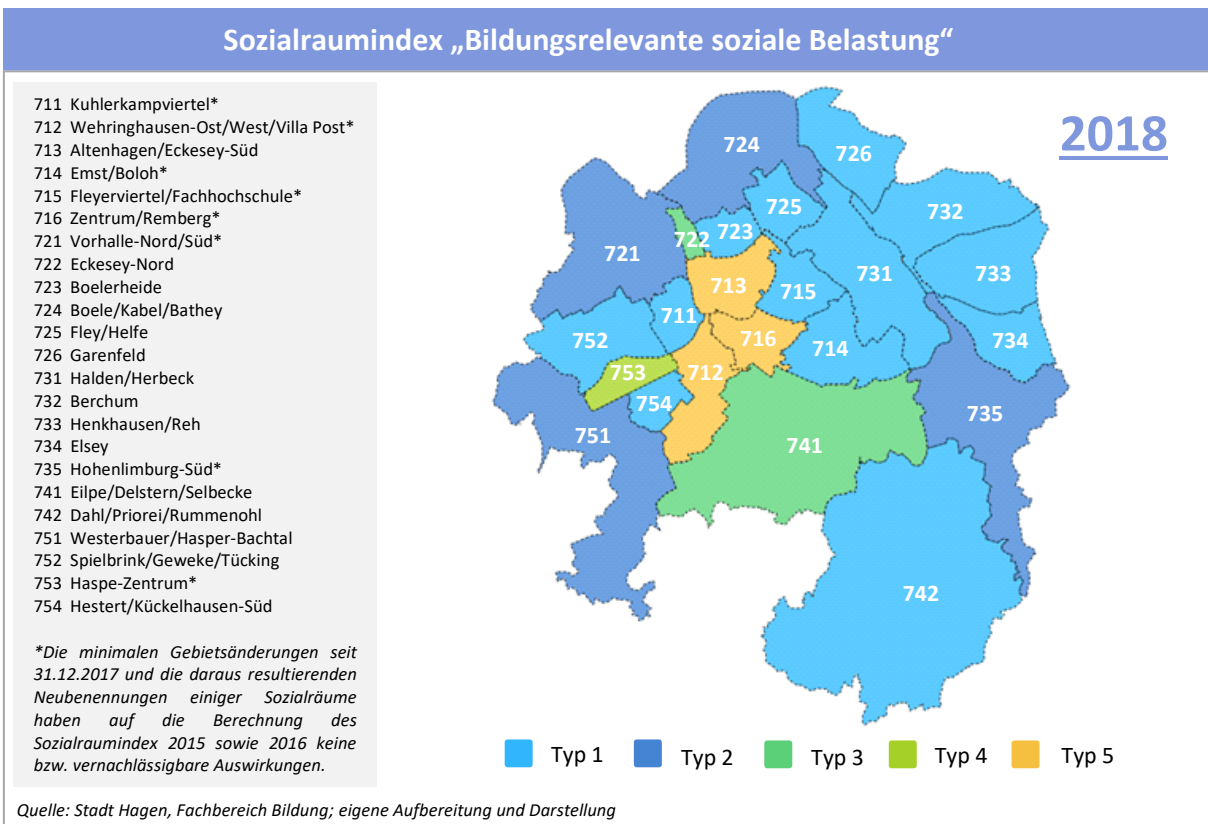 Sozialraumindex „Bildungsrelevante soziale Belastung“
711 Kuhlerkampviertel*
712 Wehringhausen-Ost/West/Villa Post*
713 Altenhagen/Eckesey-Süd
714 Emst/Boloh*
715 Fleyerviertel/Fachhochschule*
716 Zentrum/Remberg*
721 Vorhalle-Nord/Süd*
722 Eckesey-Nord
723 Boelerheide
724 Boele/Kabel/Bathey
725 Fley/Helfe
726 Garenfeld
731 Halden/Herbeck
732 Berchum
733 Henkhausen/Reh
734 Elsey
735 Hohenlimburg-Süd*
741 Eilpe/Delstern/Selbecke
742 Dahl/Priorei/Rummenohl
751 Westerbauer/Hasper-Bachtal
752 Spielbrink/Geweke/Tücking
753 Haspe-Zentrum*
754 Hestert/Kückelhausen-Süd
*Die minimalen Gebietsänderungen seit
31.12.2017 und die daraus resultierenden
Neubenennungen einiger Sozialräume
haben auf die Berechnung des
Sozialraumindex 2015 sowie 2016 keine
bzw. vernachlässigbare Auswirkungen.
2018
724
726
725
732
722
723
721
731
733
713
715
711
716
752
714
734
753
712
754
735
751
741
742
Typ 1
Typ 2
Typ 3
Typ 4
Typ 5
Quelle: Stadt Hagen, Fachbereich Bildung; eigene Aufbereitung und Darstellung